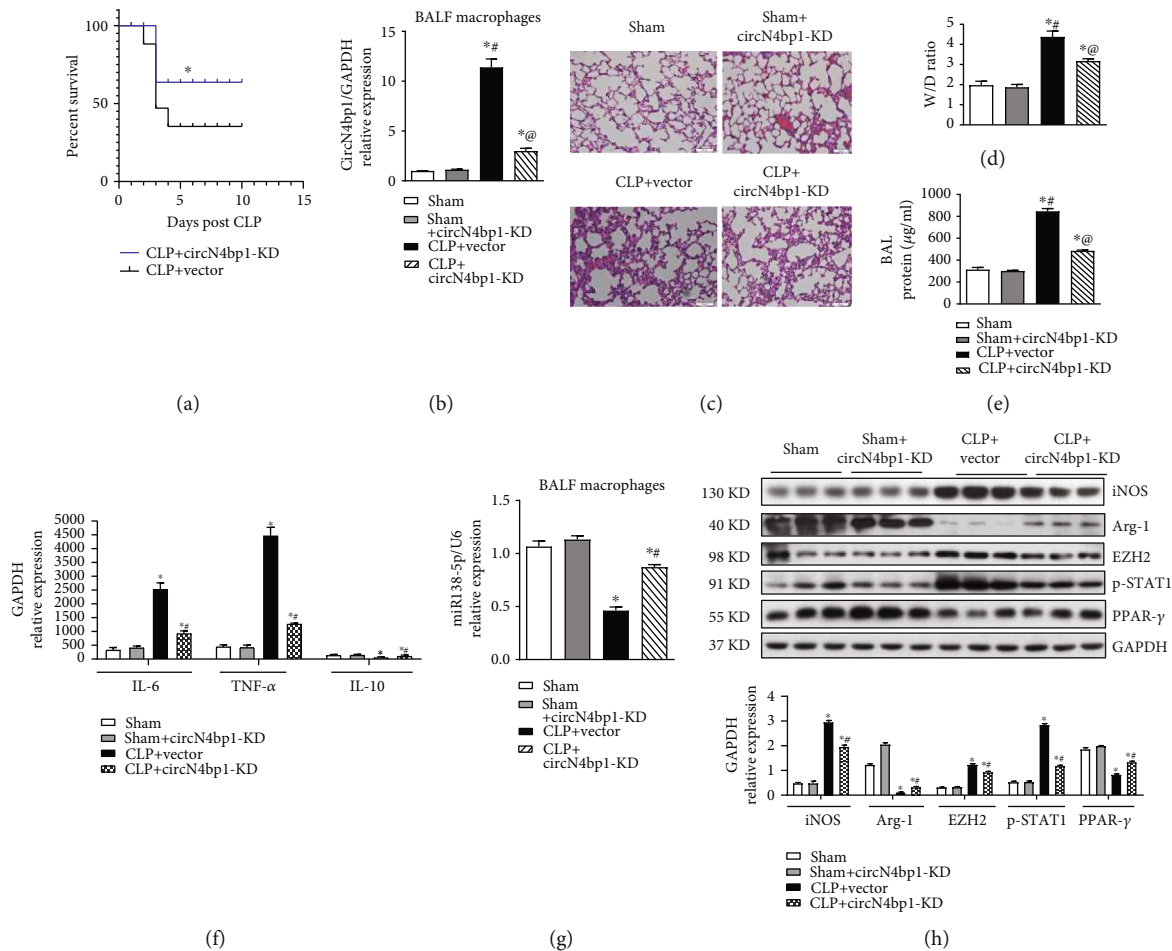 100
50
0
Percent survival
0 5 10 15
Days post CLP
*
CLP+circN4bp1-KD
CLP+vector
(a)
BALF macrophages
15
10
5
0
CircN4bp1/GAPDH
relative expression
*#
*@
Sham
Sham
+circN4bp1-KD
CLP+vector
CLP+
circN4bp1-KD
(b)
Sham
Sham+
circN4bp1-KD
CLP+vector
CLP+
circN4bp1-KD
(c)
5
4
3
2
1
0
W/D ratio
*#
*@
(d)
1000
800
600
400
200
0
BAL
protein (µg/ml)
*#
*@
Sham
Sham+circN4bp1-KD
CLP+vector
CLP+circN4bp1-KD
(e)
5000
4500
4000
3500
3000
2500
2000
1500
1000
500
0
GAPDH
relative expression
*
*#
*
*#
*
*#
IL-6 TNF-α IL-10
Sham
Sham+circN4bp1-KD
CLP+vector
CLP+circN4bp1-KD
(f)
BALF macrophages
1.5
1.0
0.5
0.0
miR138-5p/U6
relative expression
*
*#
Sham
Sham
+circN4bp1-KD
CLP+vector
CLP+
circN4bp1-KD
(g)
Sham
Sham+
circN4bp1-KD
CLP+
vector
CLP+
circN4bp1-KD
130 KD iNOS
40 KD Arg-1
98 KD EZH2
91 KD p-STAT1
55 KD PPAR-γ
37 KD GAPDH
4
3
2
1
0
GAPDH
relative expression
*
*#
*
*#
*
*#
*
*#
*
*#
iNOS Arg-1 EZH2 p-STAT1 PPAR-γ
Sham
Sham+circN4bp1-KD
CLP+vector
CLP+circN4bp1-KD
(h)